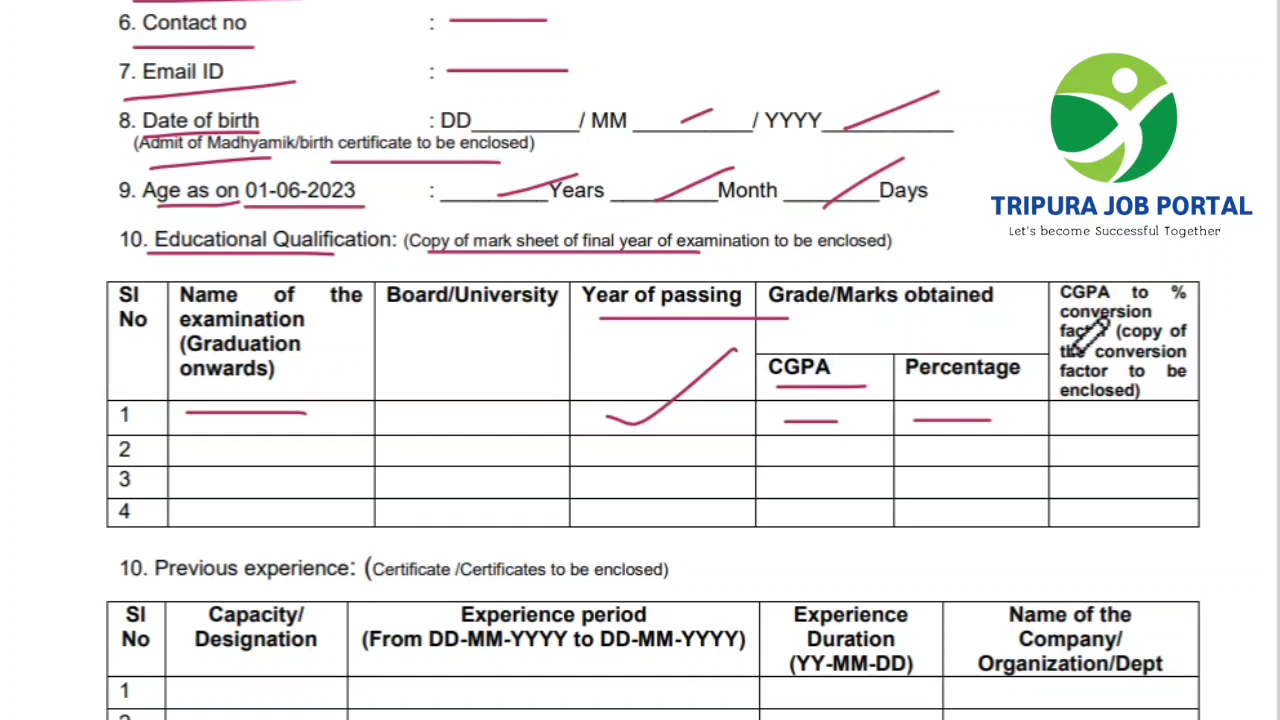 6. Contact no :
7. Email ID :
8. Date of birth : DD_________/ MM __________/ YYYY___________
(Admit of Madhyamik/birth certificate to be enclosed)
9. Age as on 01-06-2023 : _________Years _________Month ________Days
10. Educational Qualification: (Copy of mark sheet of final year of examination to be enclosed)
TRIPURA JOB PORTAL
Let's become Successful Together
Sl No
Name of the examination (Graduation onwards)
Board/University
Year of passing
Grade/Marks obtained
CGPA
Percentage
CGPA to % conversion factor (copy of the conversion factor to be enclosed)
1
2
3
4
10. Previous experience: (Certificate /Certificates to be enclosed)
Sl No
Capacity/ Designation
Experience period
(From DD-MM-YYYY to DD-MM-YYYY)
Experience Duration (YY-MM-DD)
Name of the Company/ Organization/Dept
1